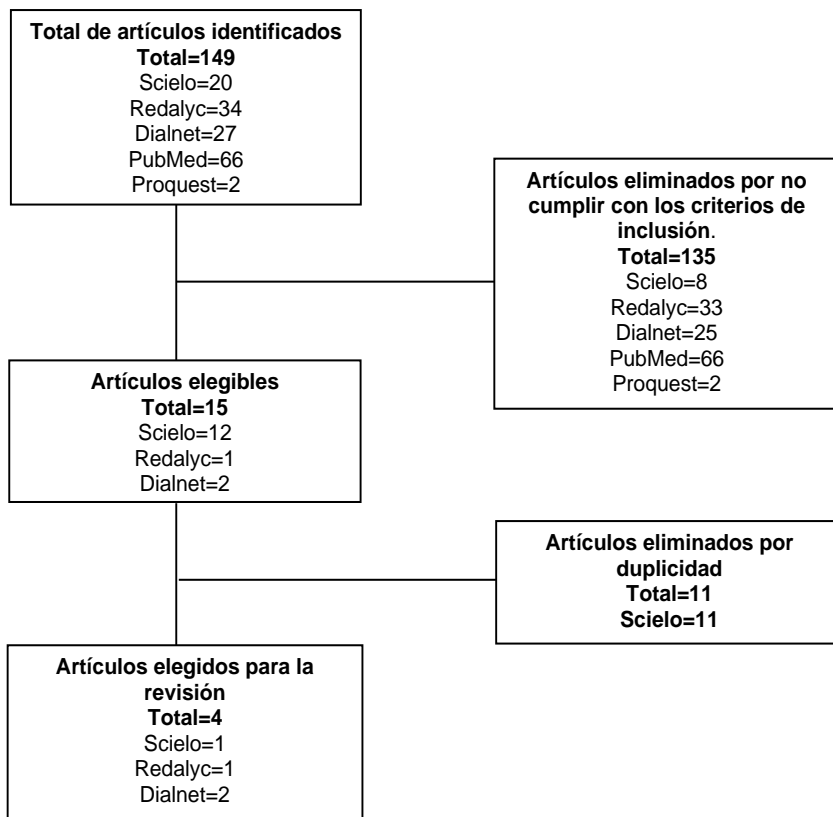 Total de artículos identificados
Total=149
Scielo=20
Redalyc=34
Dialnet=27
PubMed=66
Proquest=2
Artículos eliminados por no
cumplir con los criterios de
inclusión.
Total=135
Scielo=8
Redalyc=33
Dialnet=25
PubMed=66
Proquest=2
Artículos elegibles
Total=15
Scielo=12
Redalyc=1
Dialnet=2
Artículos eliminados por
duplicidad
Total=11
Scielo=11
Artículos elegidos para la
revisión
Total=4
Scielo=1
Redalyc=1
Dialnet=2